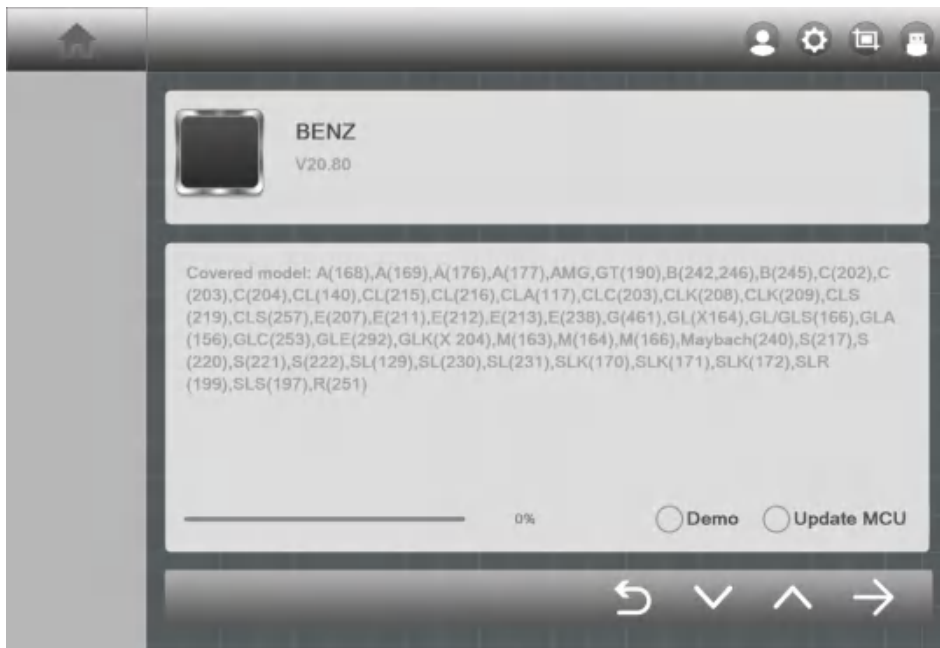 BENZ
V20.80
Covered model: A(168),A(169),A(176),A(177),AMG,GT(190),B(242,246),B(245),C(202),C
(203),C(204),CL(140),CL(215),CL(216),CLA(117),CLC(203),CLK(208),CLK(209),CLS
(219),CLS(257),E(207),E(211),E(212),E(213),E(238),G(461),GL(X164),GL/GLS(166),GLA
(156),GLC(253),GLE(292),GLK(X 204),M(163),M(164),M(166),Maybach(240),S(217),S
(220),S(221),S(222),SL(129),SL(230),SL(231),SLK(170),SLK(171),SLK(172),SLR
(199),SLS(197),R(251)
0%
Demo
Update MCU